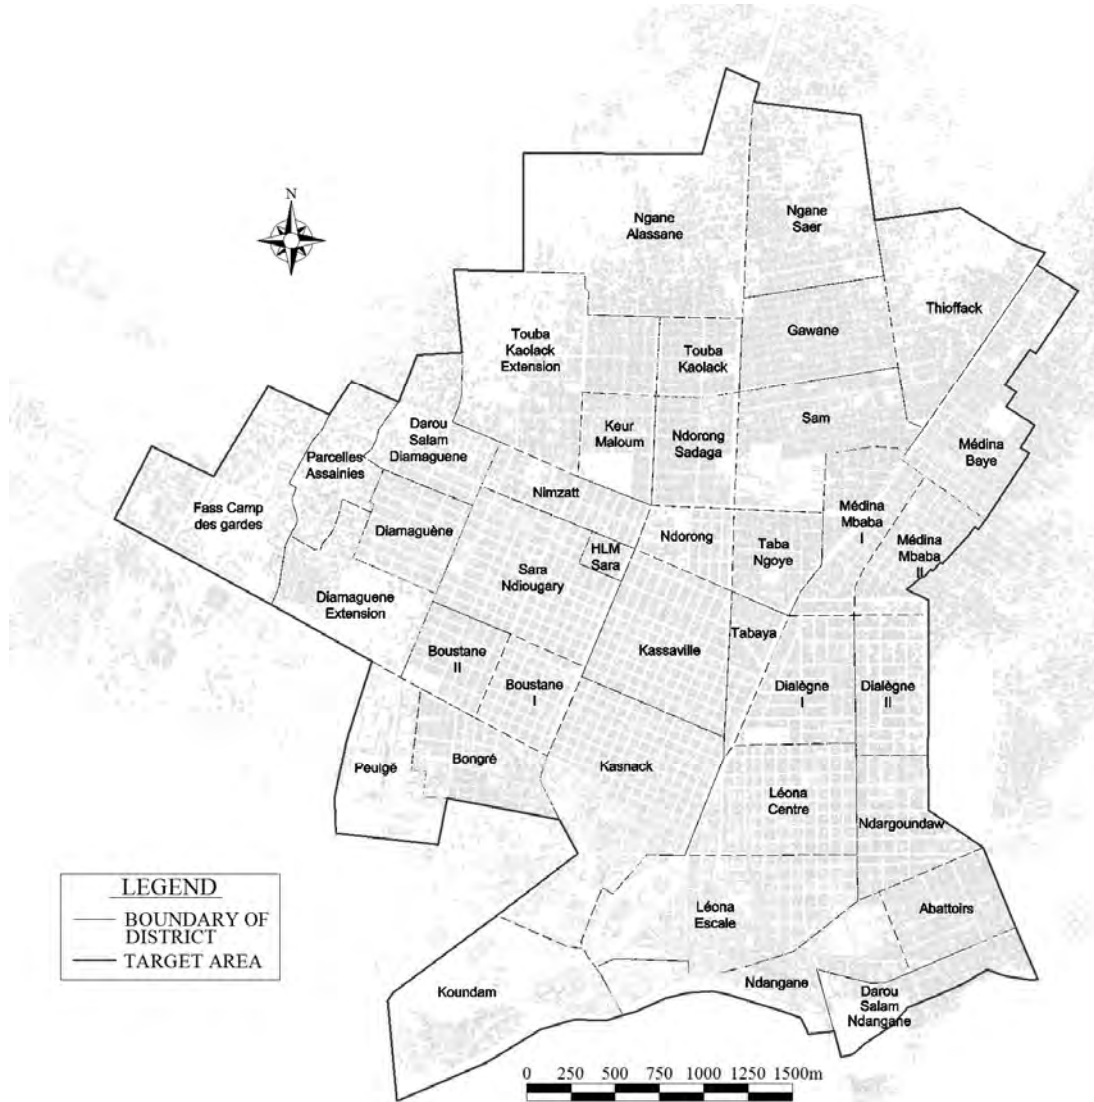 N
Ngane
Alassane
Ngane
Saer
Thioffack
Gawane
Touba
Kaolack
Extension
Touba
Kaolack
Sam
Keur
Maloum
Ndorong
Sadaga
Darou
Salam
Diamaguene
Parcelles
Assainies
Médina
Baye
Nimzatt
Fass Camp
des gardes
Diamaguène
Médina
Mbaba
I
Ndorong
Taba
Ngoye
Médina
Mbaba
II
HLM
Sara
Sara
Ndiougary
Diamaguene
Extension
Tabaya
Kassaville
Boustane
II
Boustane
I
Dialègne
I
Dialègne
II
Peulgé
Bongré
Kasnack
Léona
Centre
Ndargoundaw
LEGEND
BOUNDARY OF
DISTRICT
TARGET AREA
Léona
Escale
Abattoirs
Koundam
Ndangane
Darou
Salam
Ndangane
0 250 500 750 1000 1250 1500m